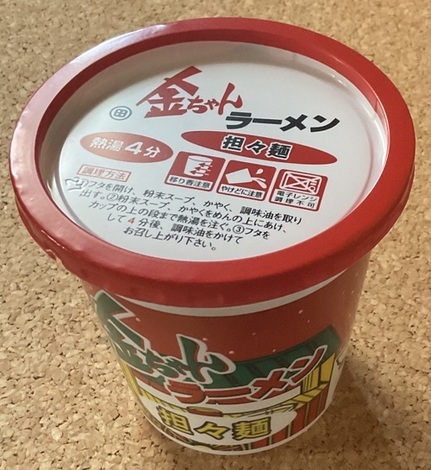 金ちゃん
田
ラーメン
熱湯4分
担々麺
移り香注意
やけどに注意
電子レンジ
調理不可
調理方法
①フタを開け、粉末スープ、かやく、調味油を取り
出す。②粉末スープ、かやくをめんの上にあけ、
カップの上の段まで熱湯を注ぐ。③フタを
して4分後、調味油をかけて
お召し上がり下さい。
金ちゃん
ラーメン
担々麺